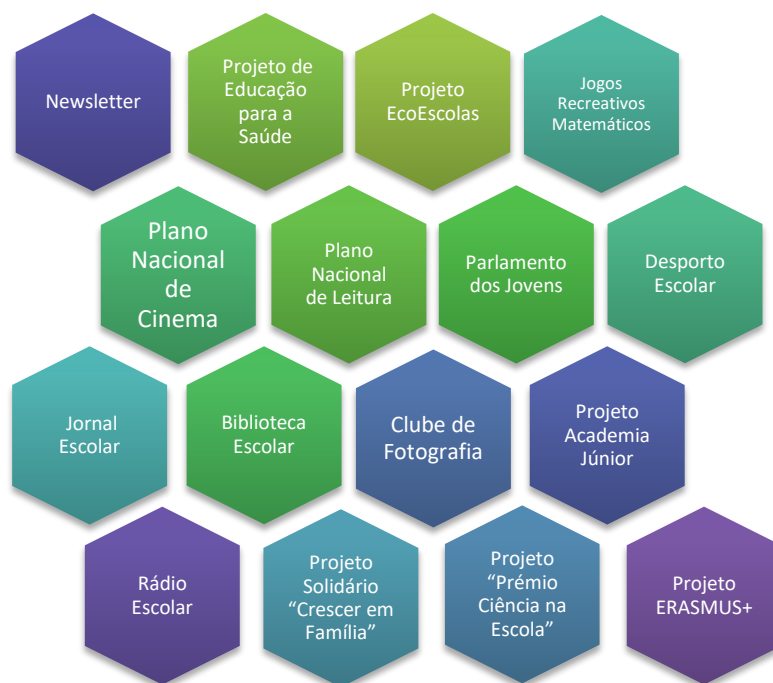 Newsletter
Projeto de
Educação
para a
Saúde
Projeto
EcoEscolas
Jogos
Recreativos
Matemáticos
Plano
Nacional
de
Cinema
Plano
Nacional
de Leitura
Parlamento
dos Jovens
Desporto
Escolar
Jornal
Escolar
Biblioteca
Escolar
Clube de
Fotografia
Projeto
Academia
Júnior
Rádio
Escolar
Projeto
Solidário
“Crescer em
Família”
Projeto
“Prémio
Ciência na
Escola”
Projeto
ERASMUS+